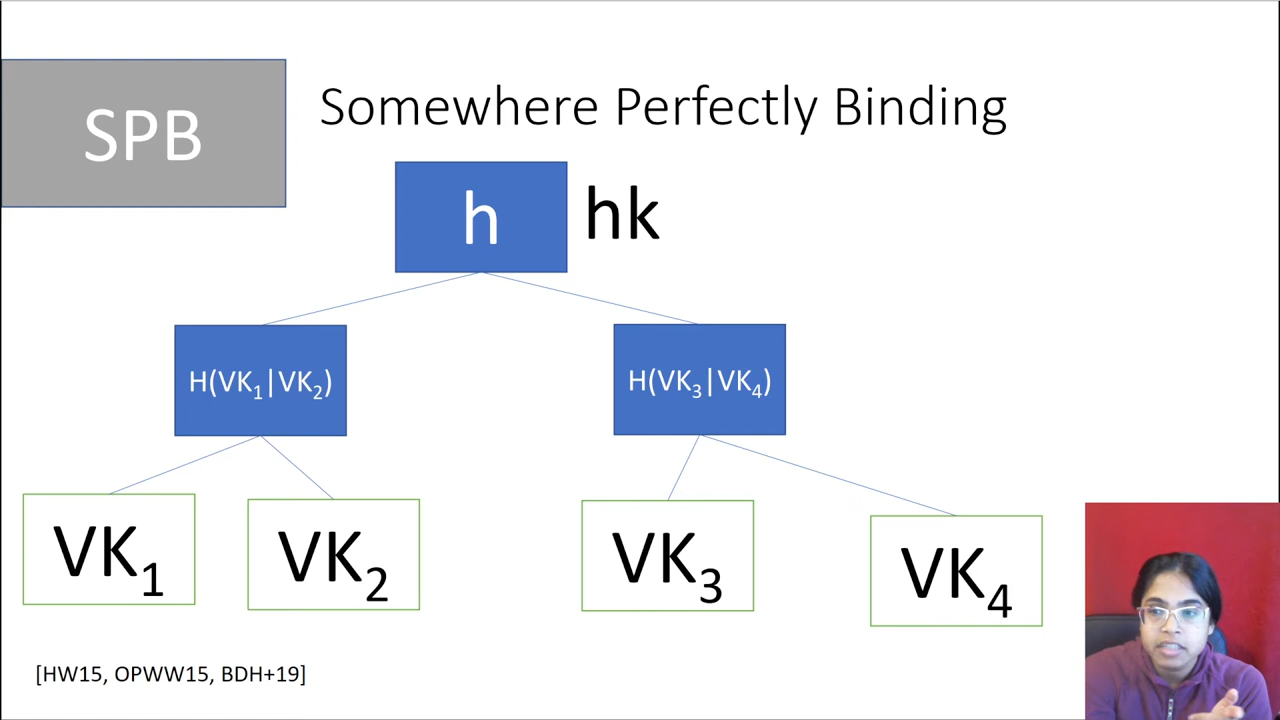 SPB
Somewhere Perfectly Binding
h
hk
H(VK₁|VK₂)
H(VK₃|VK₄)
VK₁
VK₂
VK₃
VK₄
[HW15, OPWW15, BDH+19]